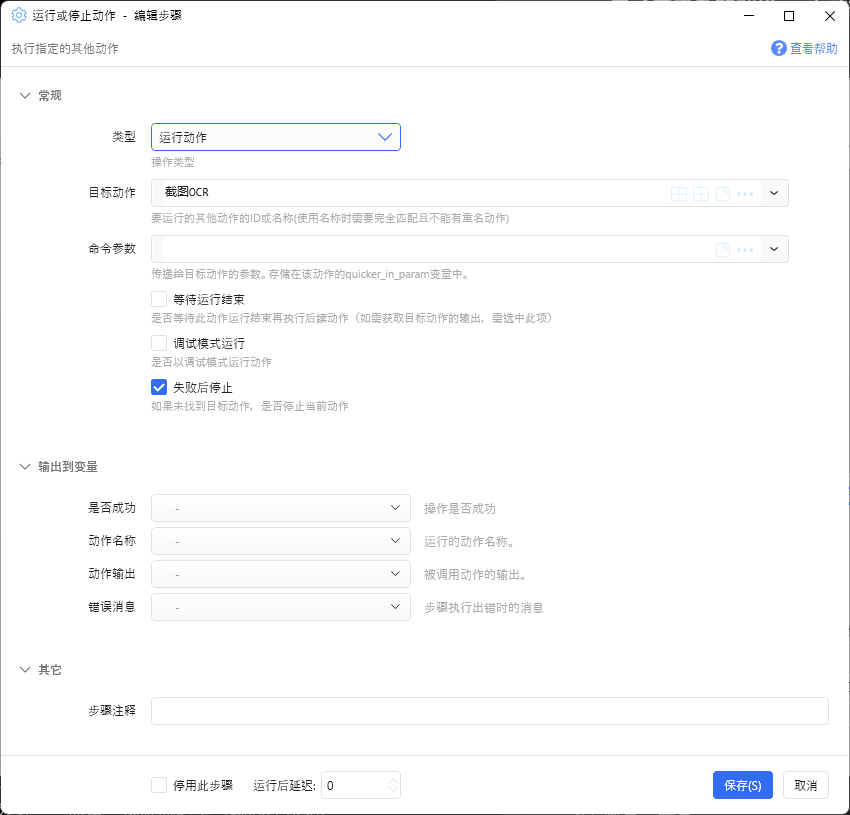 运行或停止动作 - 编辑步骤
执行指定的其他动作
查看帮助
常规
类型
运行动作
操作类型
目标动作
截图OCR
要运行的其他动作的ID或名称(使用名称时需要完全匹配且不能有重名动作)
命令参数
传递给目标动作的参数。存储在该动作的quicker_in_param变量中。
等待运行结束
是否等待此动作运行结束再执行后续动作（如需获取目标动作的输出，需选中此项）
调试模式运行
是否以调试模式运行动作
失败后停止
如果未找到目标动作，是否停止当前动作
输出到变量
是否成功 - 操作是否成功
动作名称 - 运行的动作名称。
动作输出 - 被调用动作的输出。
错误消息 - 步骤执行出错时的消息
其它
步骤注释
停用此步骤 运行后延迟: 0 保存(S) 取消